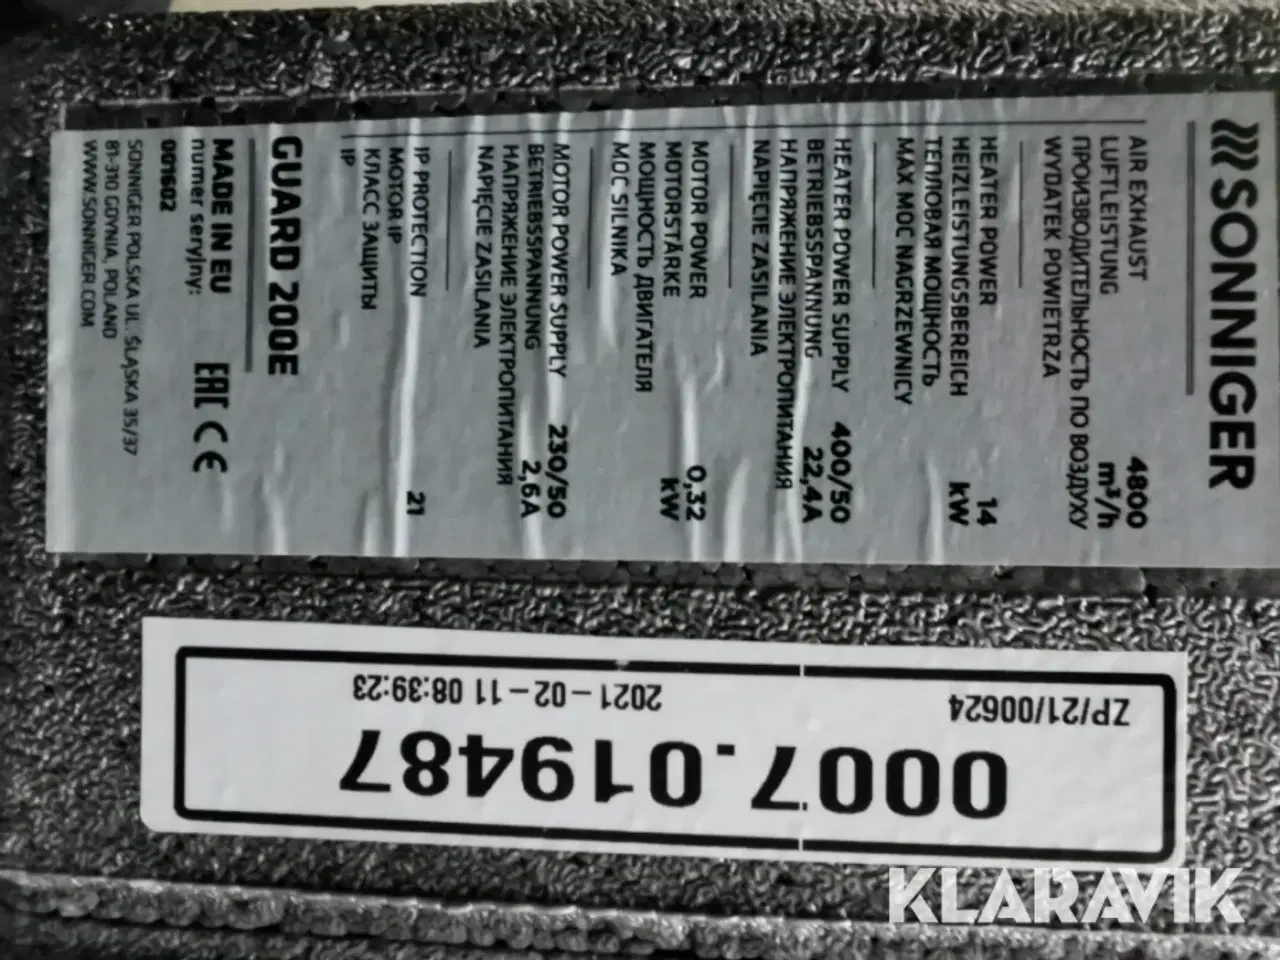 SONNIGER
AIR EXHAUST 4800
LUFTLEISTUNG m³/h
ПРОИЗВОДИТЕЛЬНОСТЬ ПО ВОЗДУХУ
WYDATEK POWIETRZA
HEATER POWER 14
HEIZLEISTUNGSBEREICH kW
ТЕПЛОВАЯ МОЩНОСТЬ
MAX MOC NAGRZEWNICY
HEATER POWER SUPPLY 400/50
BETRIEBSSPANNUNG 22,4A
НАПРЯЖЕНИЕ ЭЛЕКТРОПИТАНИЯ
NAPIĘCIE ZASILANIA
MOTOR POWER 0,32
MOTORSTÄRKE kW
МОЩНОСТЬ ДВИГАТЕЛЯ
MOC SILNIKA
MOTOR POWER SUPPLY 230/50
BETRIEBSSPANNUNG 2,6A
НАПРЯЖЕНИЕ ЭЛЕКТРОПИТАНИЯ
NAPIĘCIE ZASILANIA
IP PROTECTION 21
MOTOR IP
КЛАСС ЗАЩИТЫ
IP
GUARD 200E
MADE IN EU EAC CE
numer seryjny:
001602
SONNIGER POLSKA UL. ŚLĄSKA 35/37
81-310 GDYNIA, POLAND
WWW.SONNIGER.COM
ZP/21/00624 2021-02-11 08:39:23
0007.019487
KLARAVIK